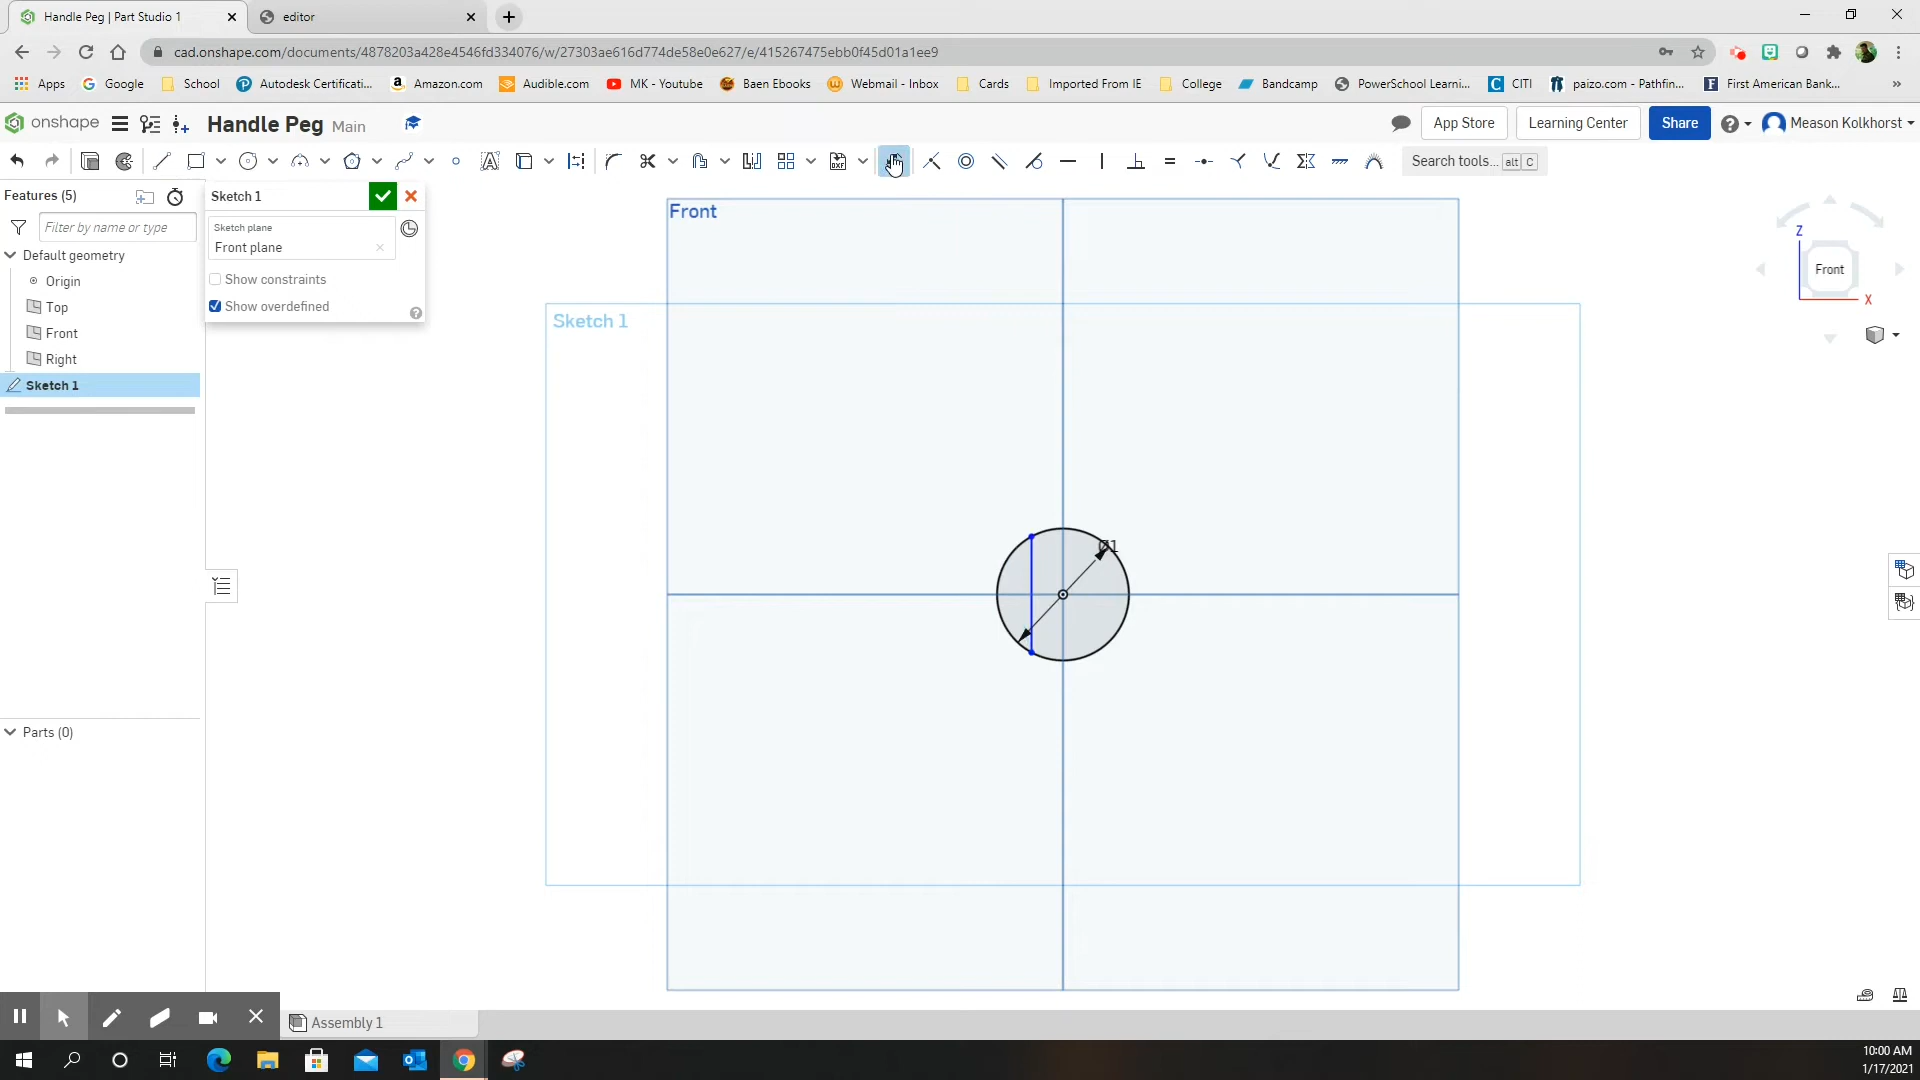 Handle Peg | Part Studio 1
editor
cad.onshape.com/documents/4878203a428e4546fd334076/w/27303ae616d774de58e0e627/e/415267475ebb0f45d01a1ee9
Apps
Google
School
Autodesk Certificati...
Amazon.com
Audible.com
MK - Youtube
Baen Ebooks
Webmail - Inbox
Cards
Imported From IE
College
Bandcamp
PowerSchool Learni...
CITI
paizo.com - Pathfin...
First American Bank...
»
onshape
Handle Peg Main
App Store
Learning Center
Share
Meason Kolkhorst
Search tools... alt C
Features (5)
Filter by name or type
Default geometry
Origin
Top
Front
Right
Sketch 1
Parts (0)
Sketch 1
Sketch plane
Front plane
Show constraints
Show overdefined
Front
Sketch 1
Ø1
Z
Front
X
Assembly 1
10:00 AM
1/17/2021